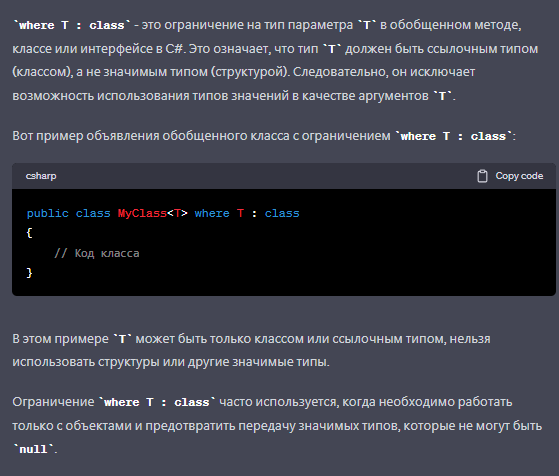 `where T : class` - это ограничение на тип параметра `T` в обобщенном методе,
классе или интерфейсе в C#. Это означает, что тип `T` должен быть ссылочным типом
(классом), а не значимым типом (структурой). Следовательно, он исключает
возможность использования типов значений в качестве аргументов `T`.
Вот пример объявления обобщенного класса с ограничением `where T : class`:
csharp
Copy code
public class MyClass<T> where T : class
{
// Код класса
}
В этом примере `T` может быть только классом или ссылочным типом, нельзя
использовать структуры или другие значимые типы.
Ограничение `where T : class` часто используется, когда необходимо работать
только с объектами и предотвратить передачу значимых типов, которые не могут быть
`null`.